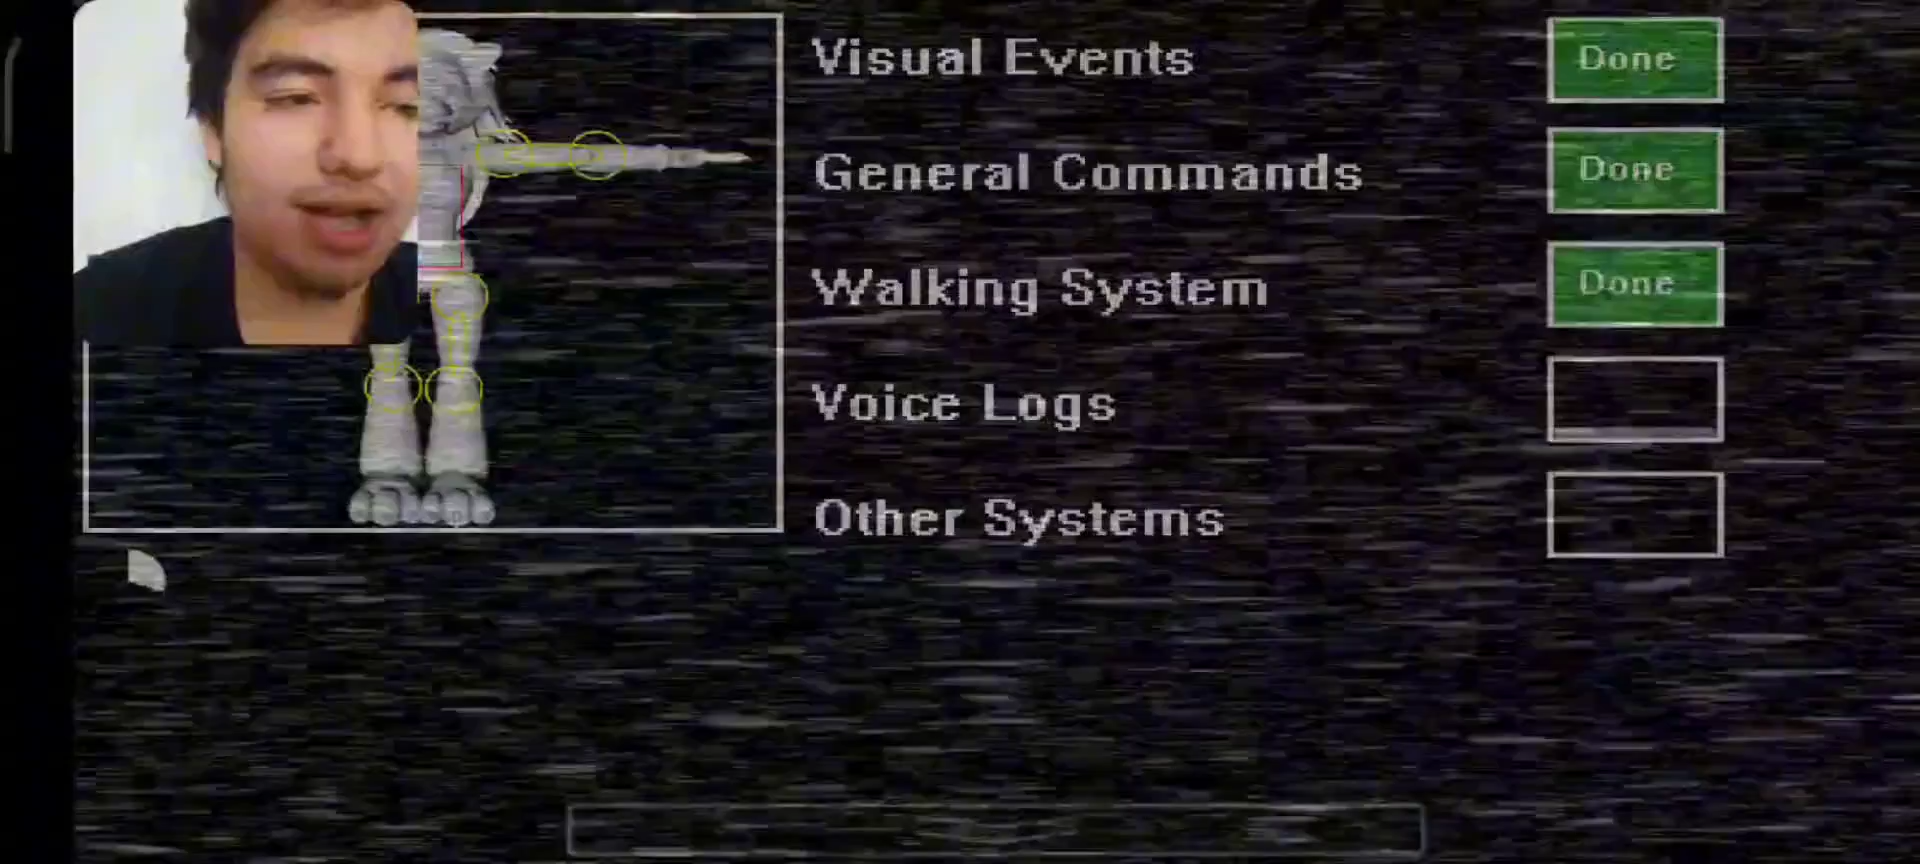 Visual Events
Done
General Commands
Done
Walking System
Done
Voice Logs
Other Systems